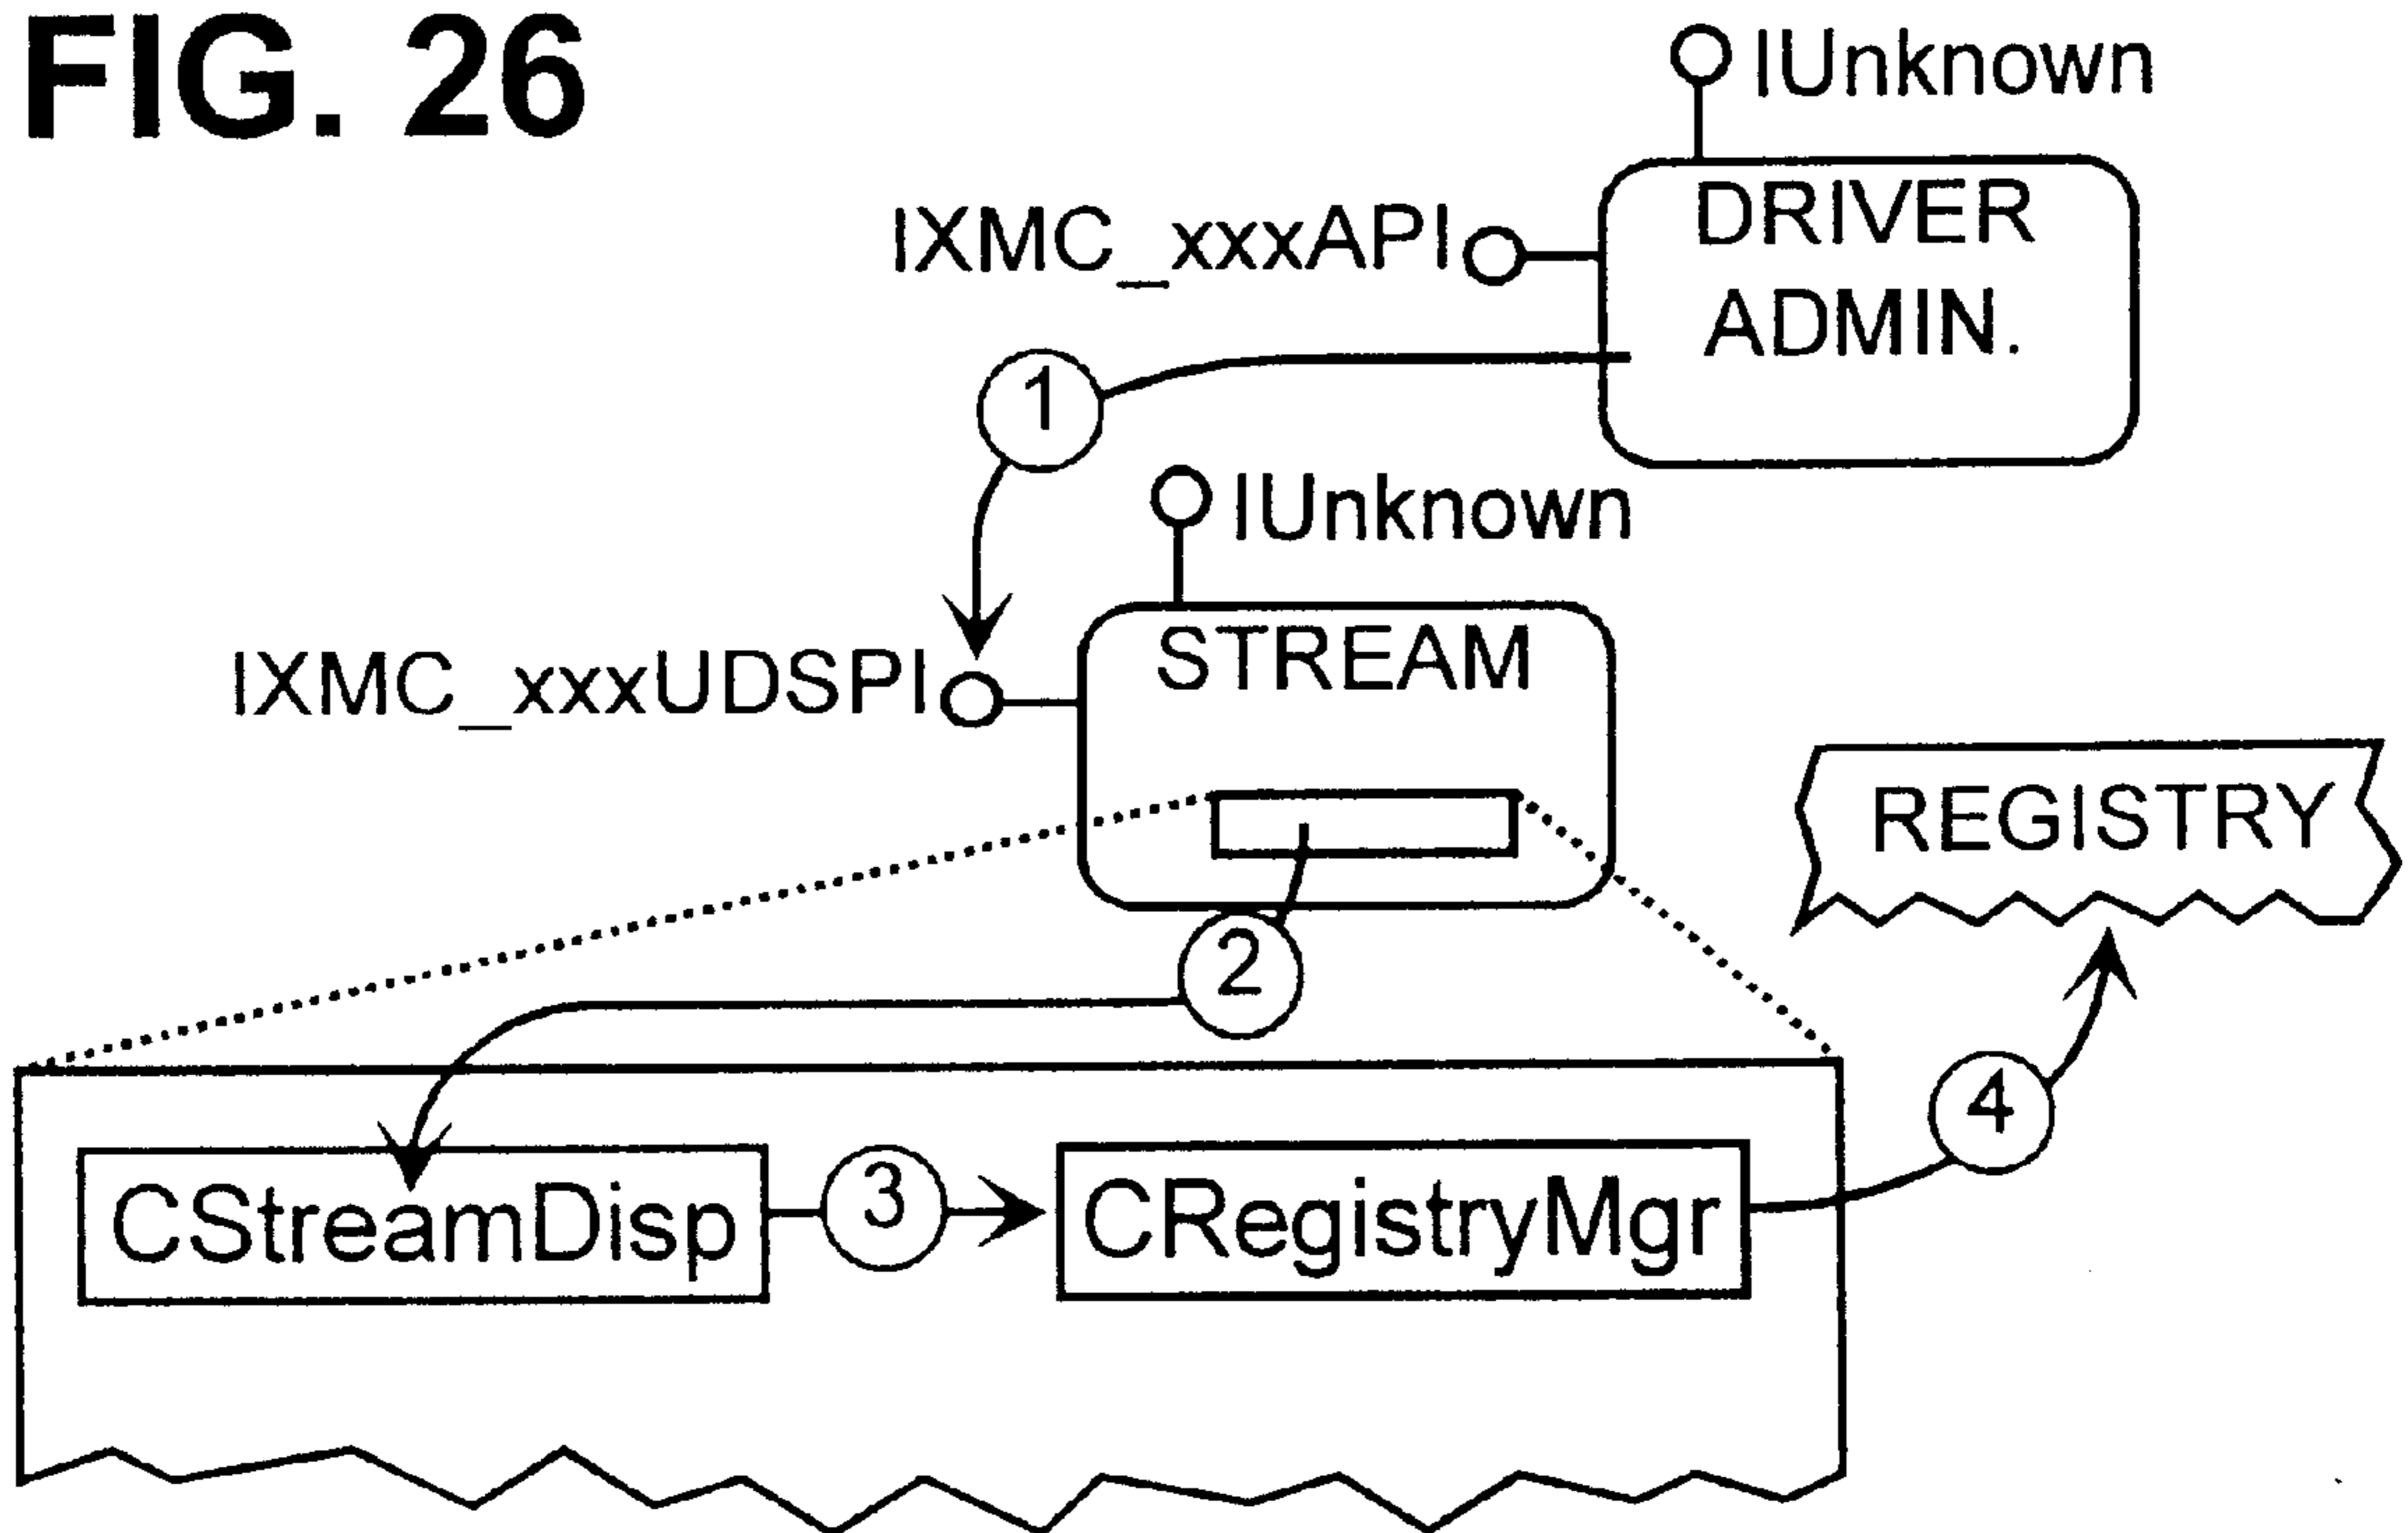 FIG. 26
IUnknown
IXMC_xxxAPI
DRIVER
ADMIN.
1
IUnknown
IXMC_xxxUDSPI
STREAM
REGISTRY
2
4
CStreamDisp
3
CRegistryMgr